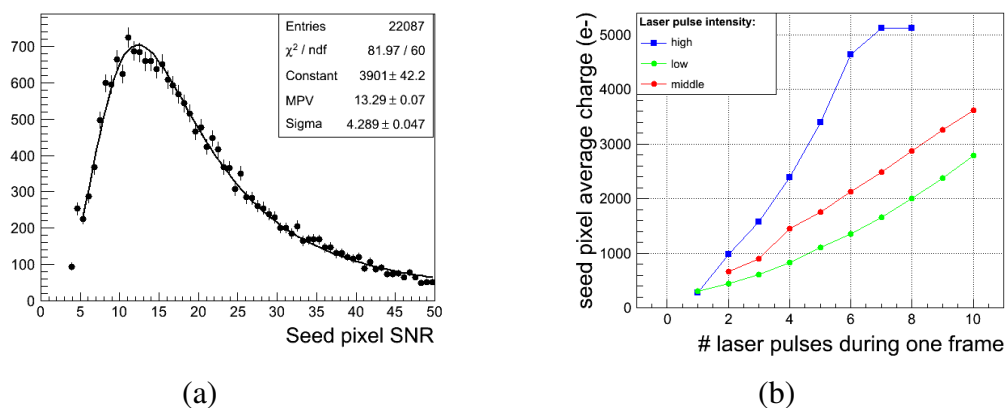 Entries 22087
χ² / ndf 81.97 / 60
Constant 3901 ± 42.2
MPV 13.29 ± 0.07
Sigma 4.289 ± 0.047
700
600
500
400
300
200
100
0
0 5 10 15 20 25 30 35 40 45 50
Seed pixel SNR
(a)
seed pixel average charge (e-)
Laser pulse intensity:
high
low
middle
5000
4000
3000
2000
1000
0
0 2 4 6 8 10
# laser pulses during one frame
(b)